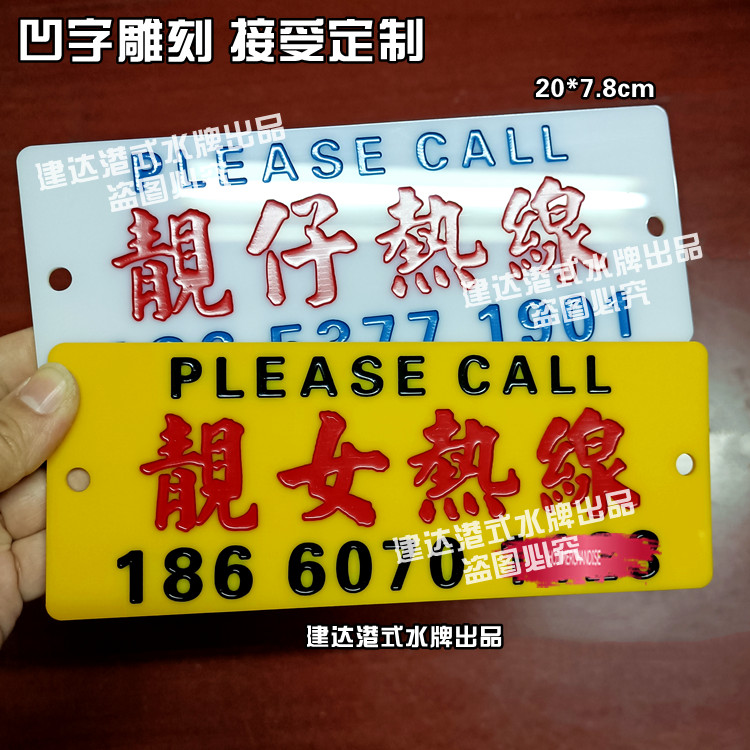 凹字雕刻 接受定制
20*7.8cm
PLEASE CALL
建达港式水牌出品
盗图必究
靚仔熱線
建达港式水牌出品
盗图必究
5377 1901
PLEASE CALL
靚女熱線
建达港式水牌出品
盗图必究
186 6070
建达港式水牌出品